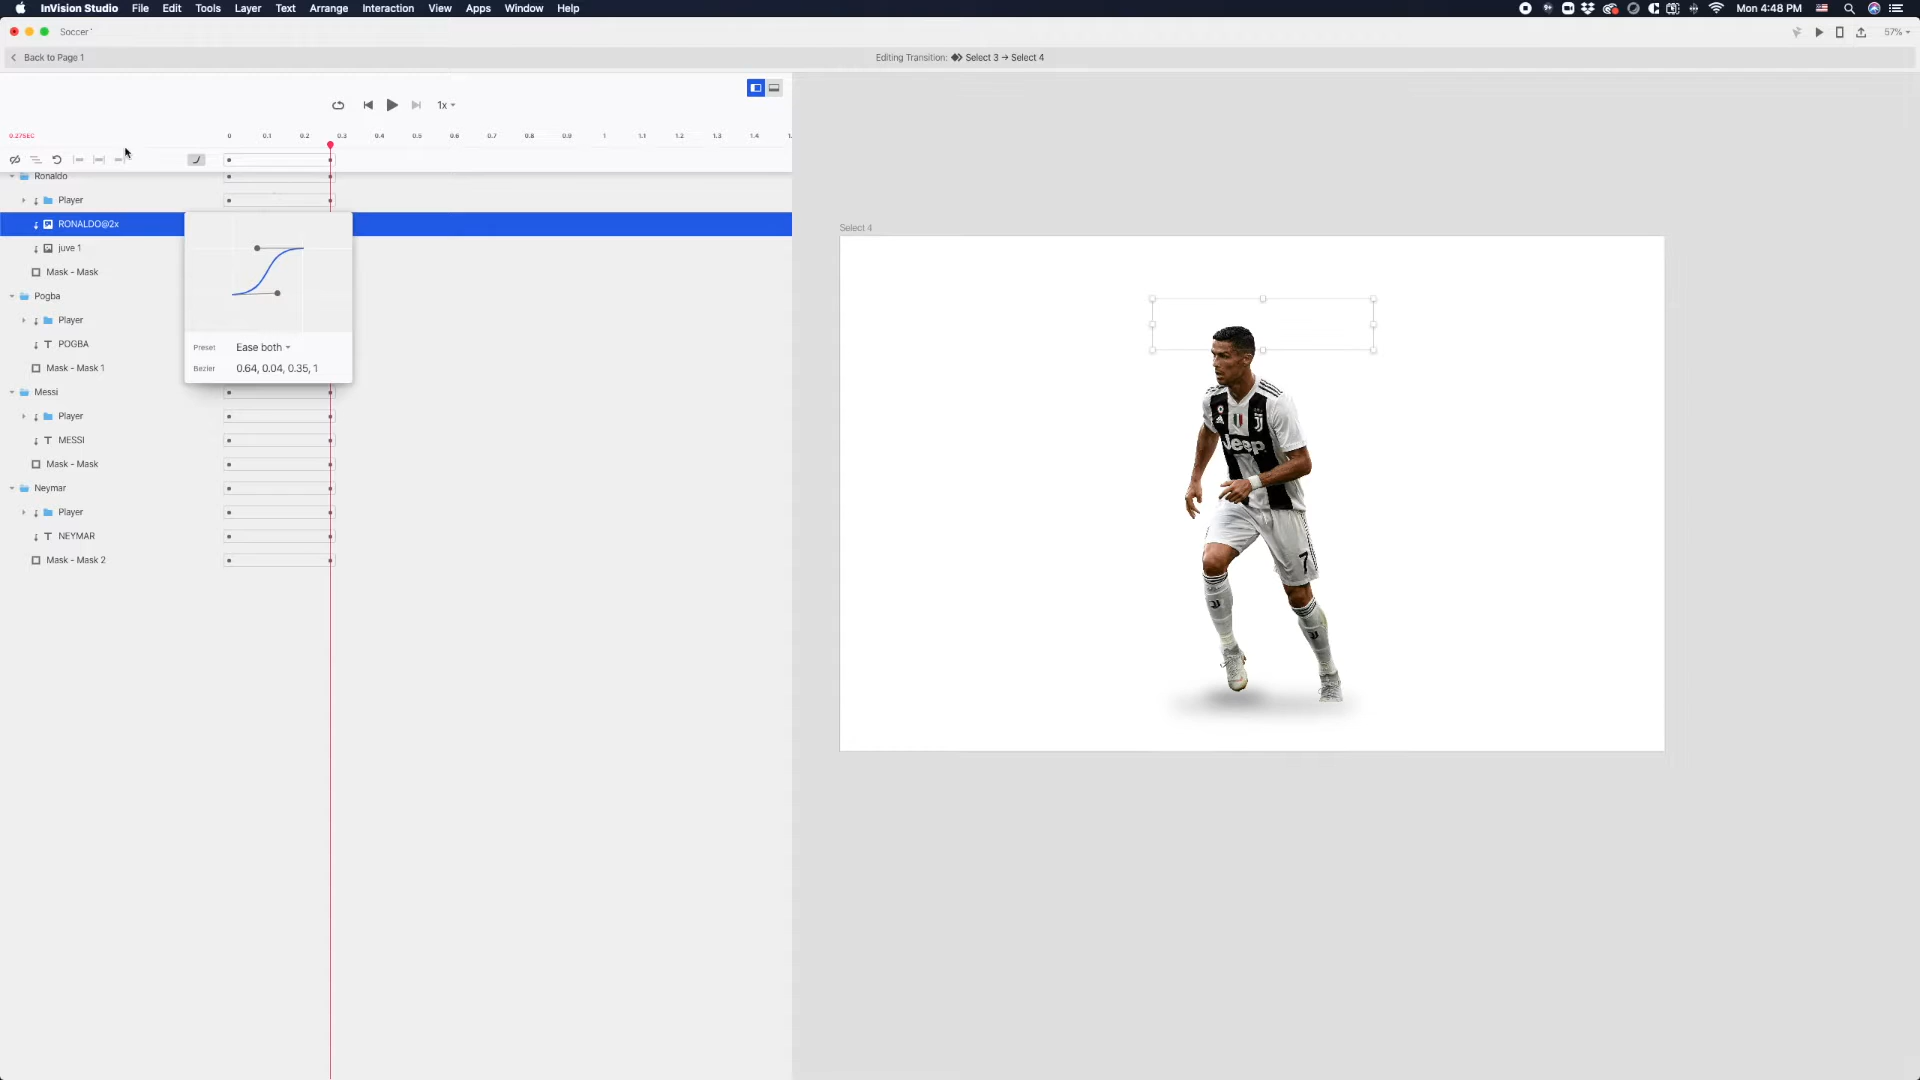 InVision Studio File Edit Tools Layer Text Arrange Interaction View Apps Window Help Mon 4:48 PM
Soccer 57%
Back to Page 1 Editing Transition: Select 3 → Select 4
1x
0.27SEC 0 0.1 0.2 0.3 0.4 0.5 0.6 0.7 0.8 0.9 1 1.1 1.2 1.3 1.4 1.
Ronaldo
Player
RONALDO@2x
Select 4
juve 1
Mask - Mask
Pogba
Player
POGBA
Preset Ease both
Mask - Mask 1
Bezier 0.64, 0.04, 0.35, 1
Messi
Player
MESSI
Jeep
Mask - Mask
Neymar
Player
NEYMAR
Mask - Mask 2
7